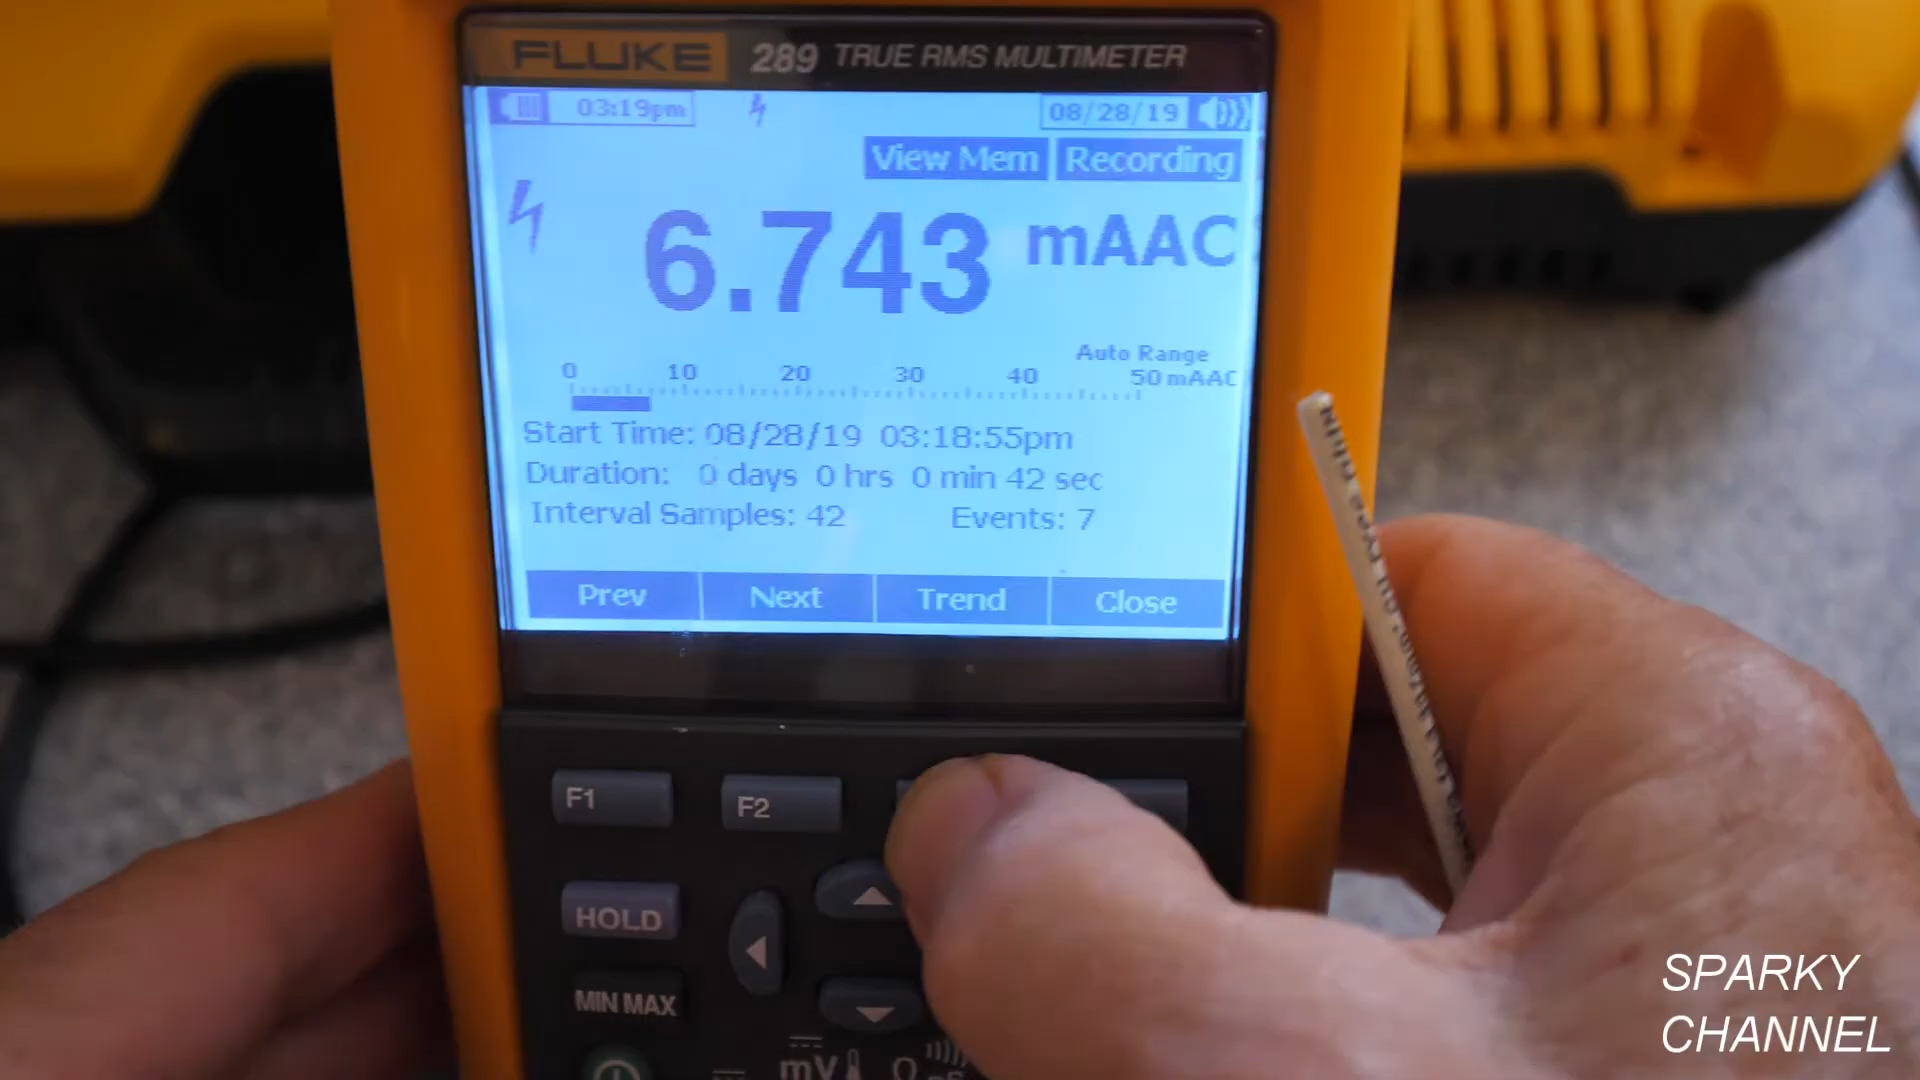 FLUKE 289 TRUE RMS MULTIMETER
03:19pm 08/28/19
View Mem Recording
6.743 mAAC
Auto Range
0 10 20 30 40 50 mAAC
Start Time: 08/28/19 03:18:55pm
Duration: 0 days 0 hrs 0 min 42 sec
Interval Samples: 42 Events: 7
Prev Next Trend Close
F1 F2
HOLD
MIN MAX
mV Ω
SPARKY
CHANNEL